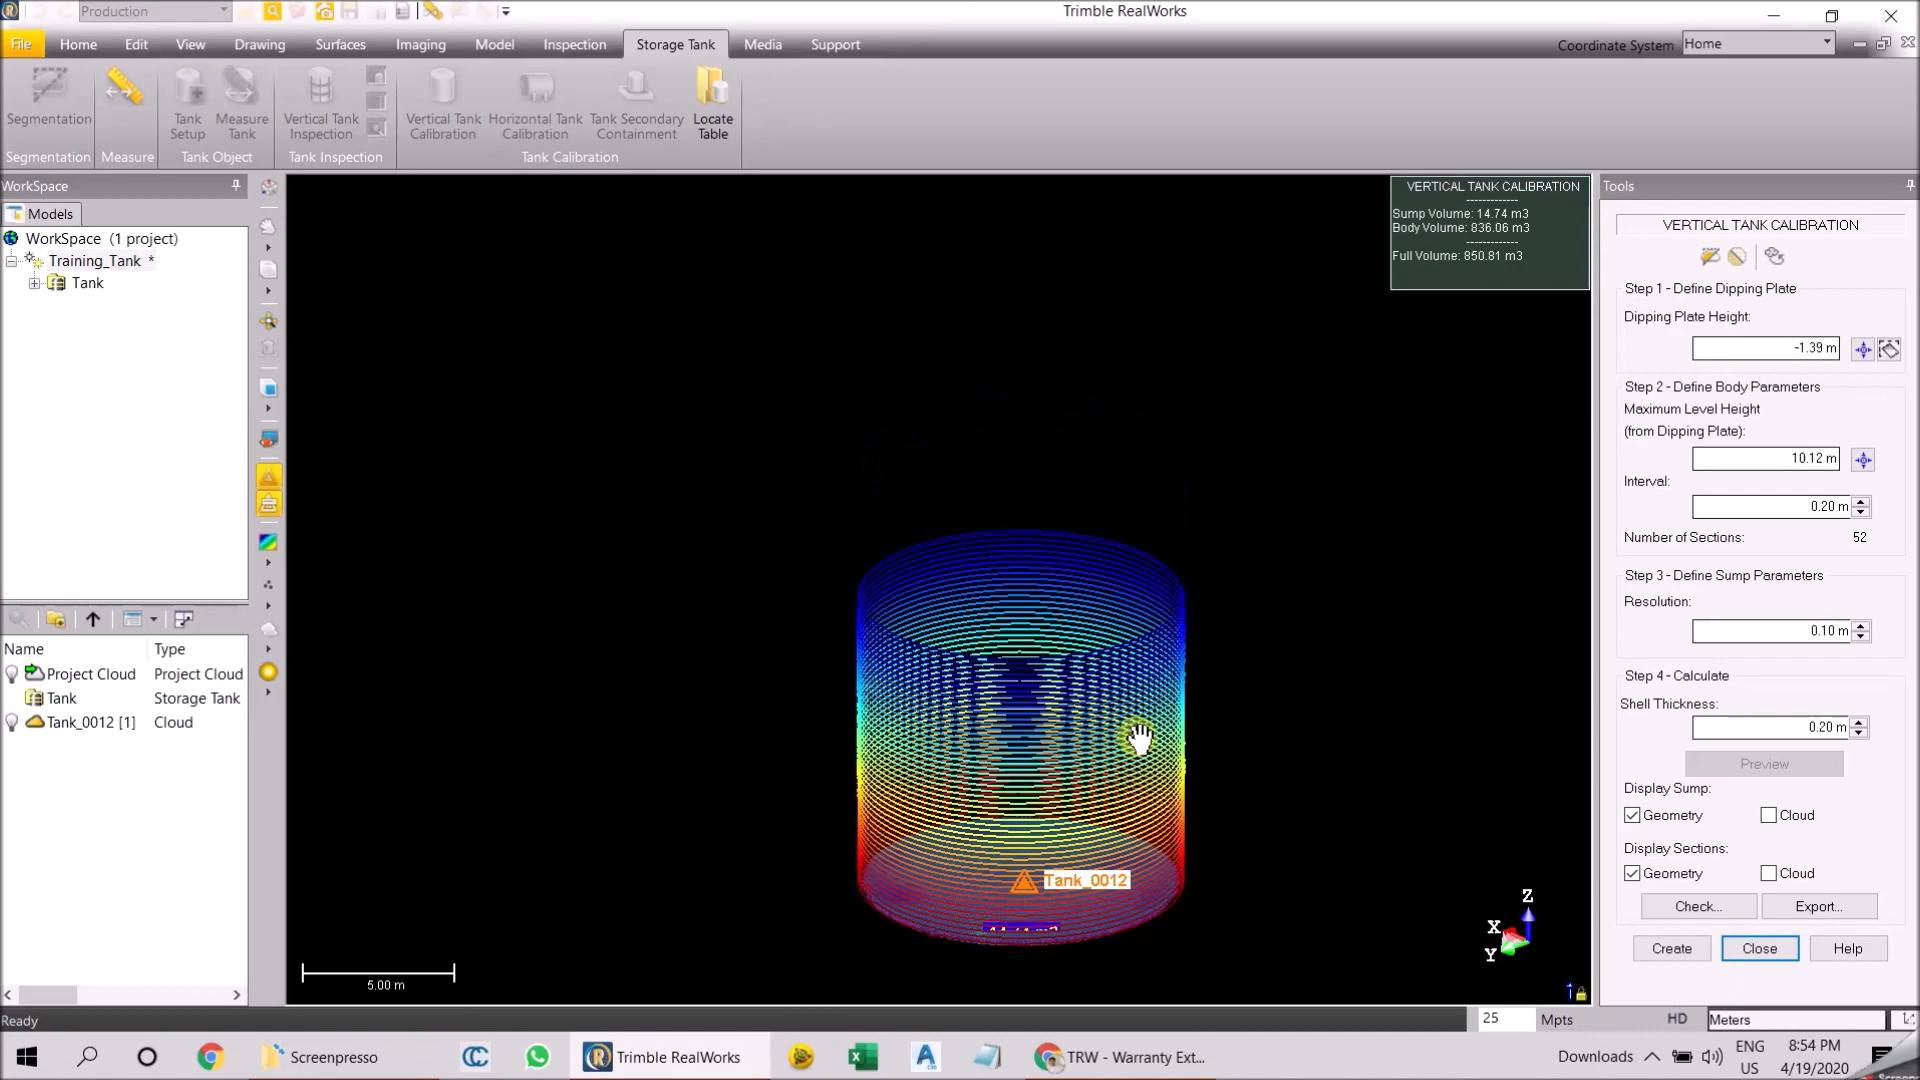 Production
Trimble RealWorks
File
Home
Edit
View
Drawing
Surfaces
Imaging
Model
Inspection
Storage Tank
Media
Support
Coordinate System
Home
Segmentation
Tank Setup
Measure Tank
Vertical Tank Inspection
Vertical Tank Calibration
Horizontal Tank Calibration
Tank Secondary Containment
Locate Table
Segmentation
Measure
Tank Object
Tank Inspection
Tank Calibration
WorkSpace
Models
WorkSpace (1 project)
Training_Tank *
Tank
Name
Type
Project Cloud
Project Cloud
Tank
Storage Tank
Tank_0012 [1]
Cloud
VERTICAL TANK CALIBRATION
-------------
Sump Volume: 14.74 m3
Body Volume: 836.06 m3
-------------
Full Volume: 850.81 m3
Tank_0012
5.00 m
Z
X
Y
Tools
VERTICAL TANK CALIBRATION
Step 1 - Define Dipping Plate
Dipping Plate Height:
-1.39 m
Step 2 - Define Body Parameters
Maximum Level Height
(from Dipping Plate):
10.12 m
Interval:
0.20 m
Number of Sections: 52
Step 3 - Define Sump Parameters
Resolution:
0.10 m
Step 4 - Calculate
Shell Thickness:
0.20 m
Preview
Display Sump:
Geometry
Cloud
Display Sections:
Geometry
Cloud
Check...
Export...
Create
Close
Help
Ready
25
Mpts
HD
Meters
Screenpresso
Trimble RealWorks
TRW - Warranty Ext...
Downloads
ENG
US
8:54 PM
4/19/2020